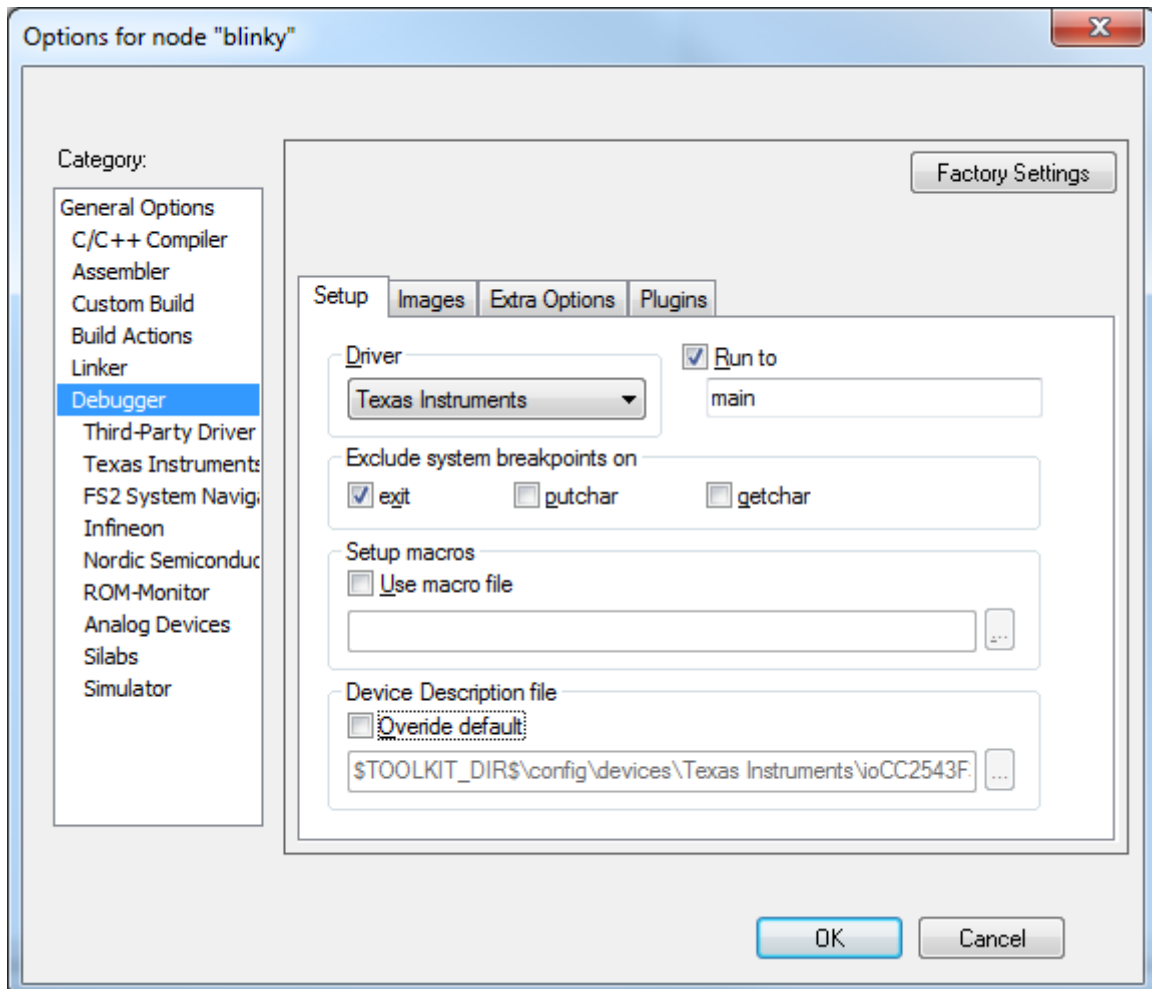 Options for node "blinky"
Category:
Factory Settings
General Options
C/C++ Compiler
Assembler
Custom Build
Build Actions
Linker
Debugger
Third-Party Driver
Texas Instruments
FS2 System Naviga
Infineon
Nordic Semiconduc
ROM-Monitor
Analog Devices
Silabs
Simulator
Setup Images Extra Options Plugins
Driver
Texas Instruments
Run to
main
Exclude system breakpoints on
exit putchar getchar
Setup macros
Use macro file
...
Device Description file
Overide default
$TOOLKIT_DIR$\config\devices\Texas Instruments\ioCC2543F
...
OK Cancel